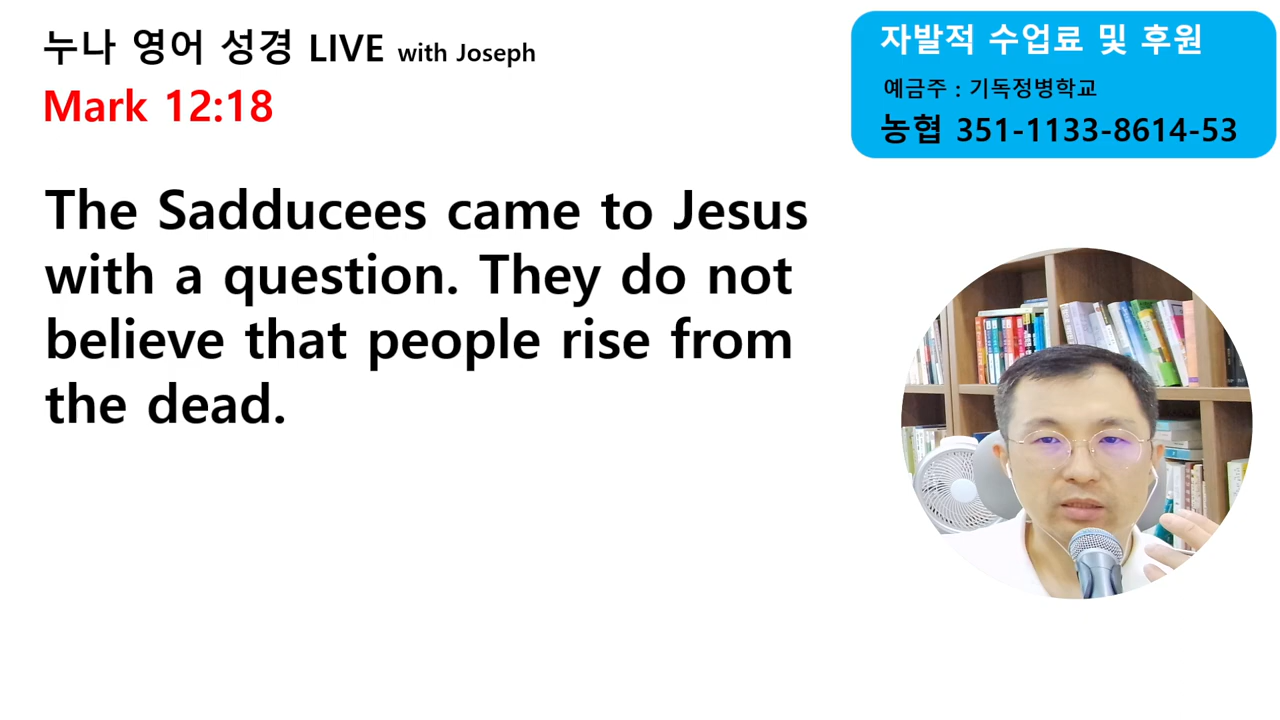 누나 영어 성경 LIVE with Joseph
Mark 12:18
자발적 수업료 및 후원
예금주 : 기독정병학교
농협 351-1133-8614-53
The Sadducees came to Jesus
with a question. They do not
believe that people rise from
the dead.